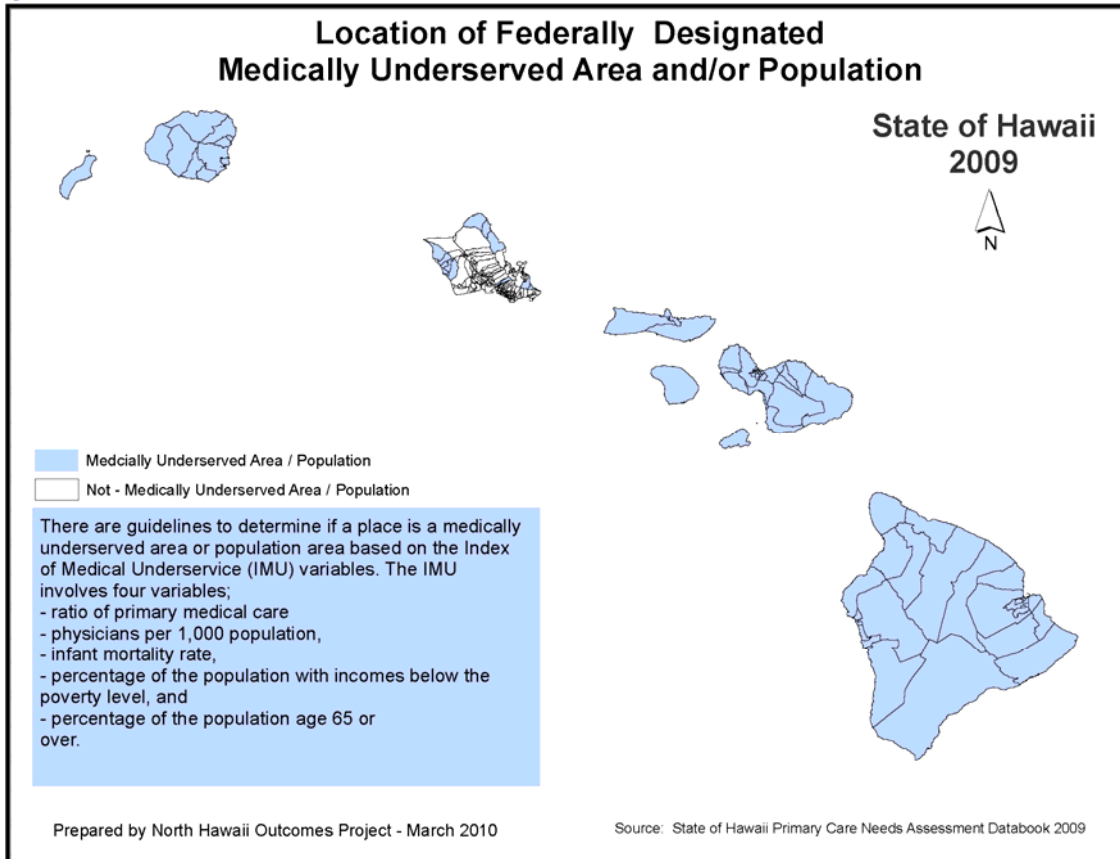 Location of Federally Designated
Medically Underserved Area and/or Population
State of Hawaii
2009
N
Medcially Underserved Area / Population
Not - Medically Underserved Area / Population
There are guidelines to determine if a place is a medically
underserved area or population area based on the Index
of Medical Underservice (IMU) variables. The IMU
involves four variables;
- ratio of primary medical care
- physicians per 1,000 population,
- infant mortality rate,
- percentage of the population with incomes below the
poverty level, and
- percentage of the population age 65 or
over.
Prepared by North Hawaii Outcomes Project - March 2010
Source: State of Hawaii Primary Care Needs Assessment Databook 2009